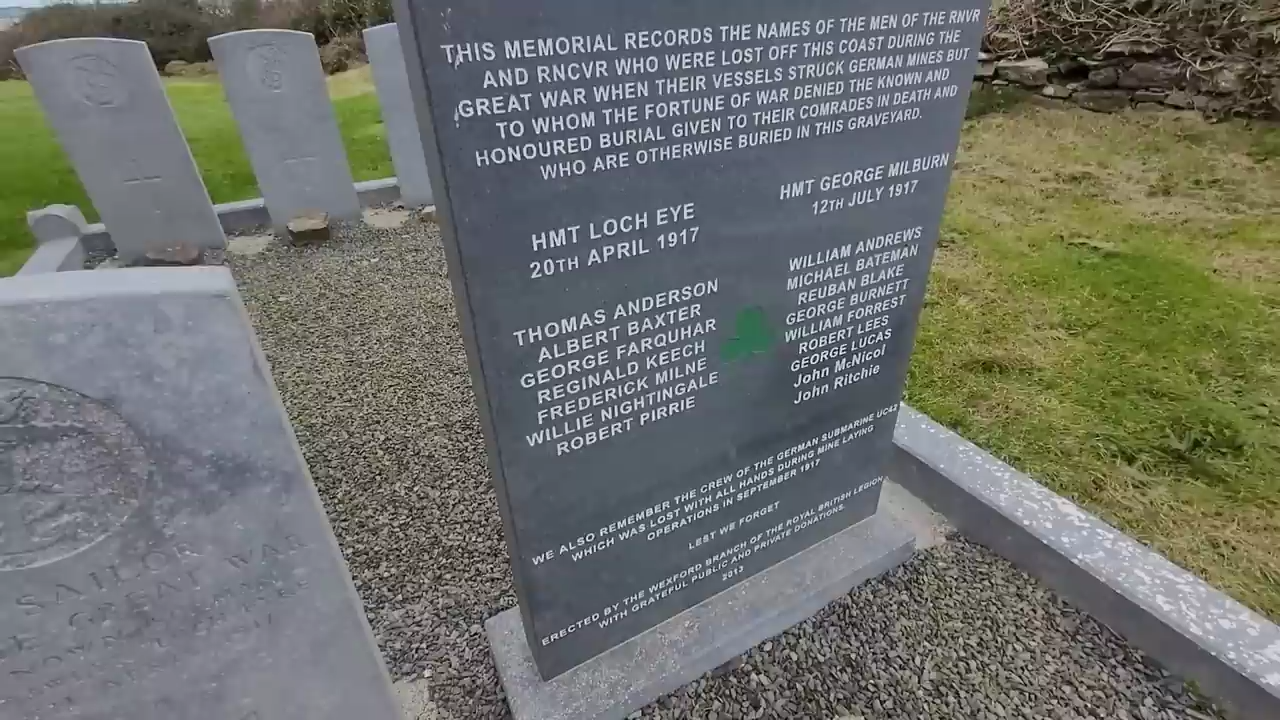 THIS MEMORIAL RECORDS THE NAMES OF THE MEN OF THE RNVR
AND RNCVR WHO WERE LOST OFF THIS COAST DURING THE
GREAT WAR WHEN THEIR VESSELS STRUCK GERMAN MINES BUT
TO WHOM THE FORTUNE OF WAR DENIED THE KNOWN AND
HONOURED BURIAL GIVEN TO THEIR COMRADES IN DEATH AND
WHO ARE OTHERWISE BURIED IN THIS GRAVEYARD.
HMT LOCH EYE
20TH APRIL 1917
THOMAS ANDERSON
ALBERT BAXTER
GEORGE FARQUHAR
REGINALD KEECH
FREDERICK MILNE
WILLIE NIGHTINGALE
ROBERT PIRRIE
HMT GEORGE MILBURN
12TH JULY 1917
WILLIAM ANDREWS
MICHAEL BATEMAN
REUBAN BLAKE
GEORGE BURNETT
WILLIAM FORREST
ROBERT LEES
GEORGE LUCAS
John McNicol
John Ritchie
WE ALSO REMEMBER THE CREW OF THE GERMAN SUBMARINE UC42
WHICH WAS LOST WITH ALL HANDS DURING MINE LAYING
OPERATIONS IN SEPTEMBER 1917
LEST WE FORGET
ERECTED BY THE WEXFORD BRANCH OF THE ROYAL BRITISH LEGION
WITH GRATEFUL PUBLIC AND PRIVATE DONATIONS.
2013
SAILOR
GREAT WAR